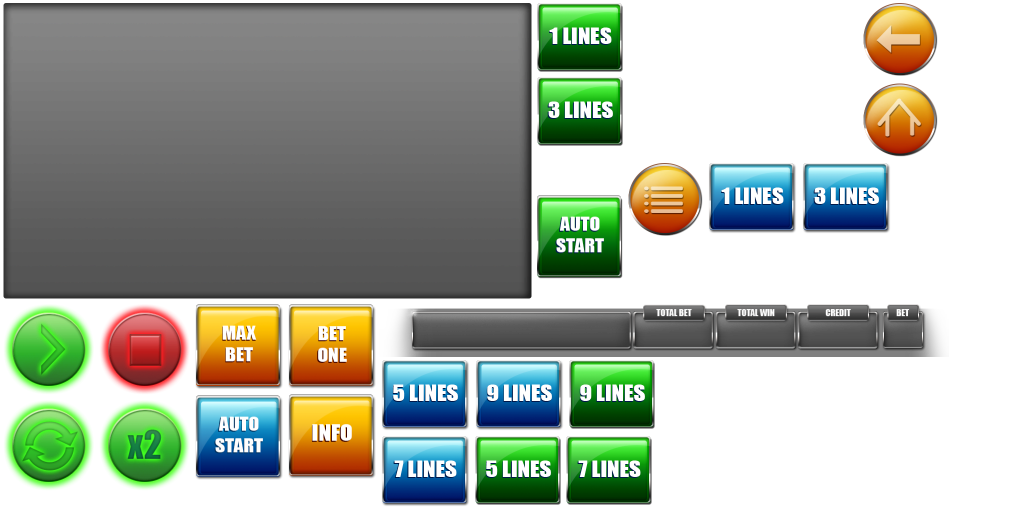 1 LINES
3 LINES
AUTO
START
1 LINES
3 LINES
MAX
BET
BET
ONE
TOTAL BET
TOTAL WIN
CREDIT
BET
5 LINES
9 LINES
9 LINES
AUTO
START
INFO
x2
7 LINES
5 LINES
7 LINES